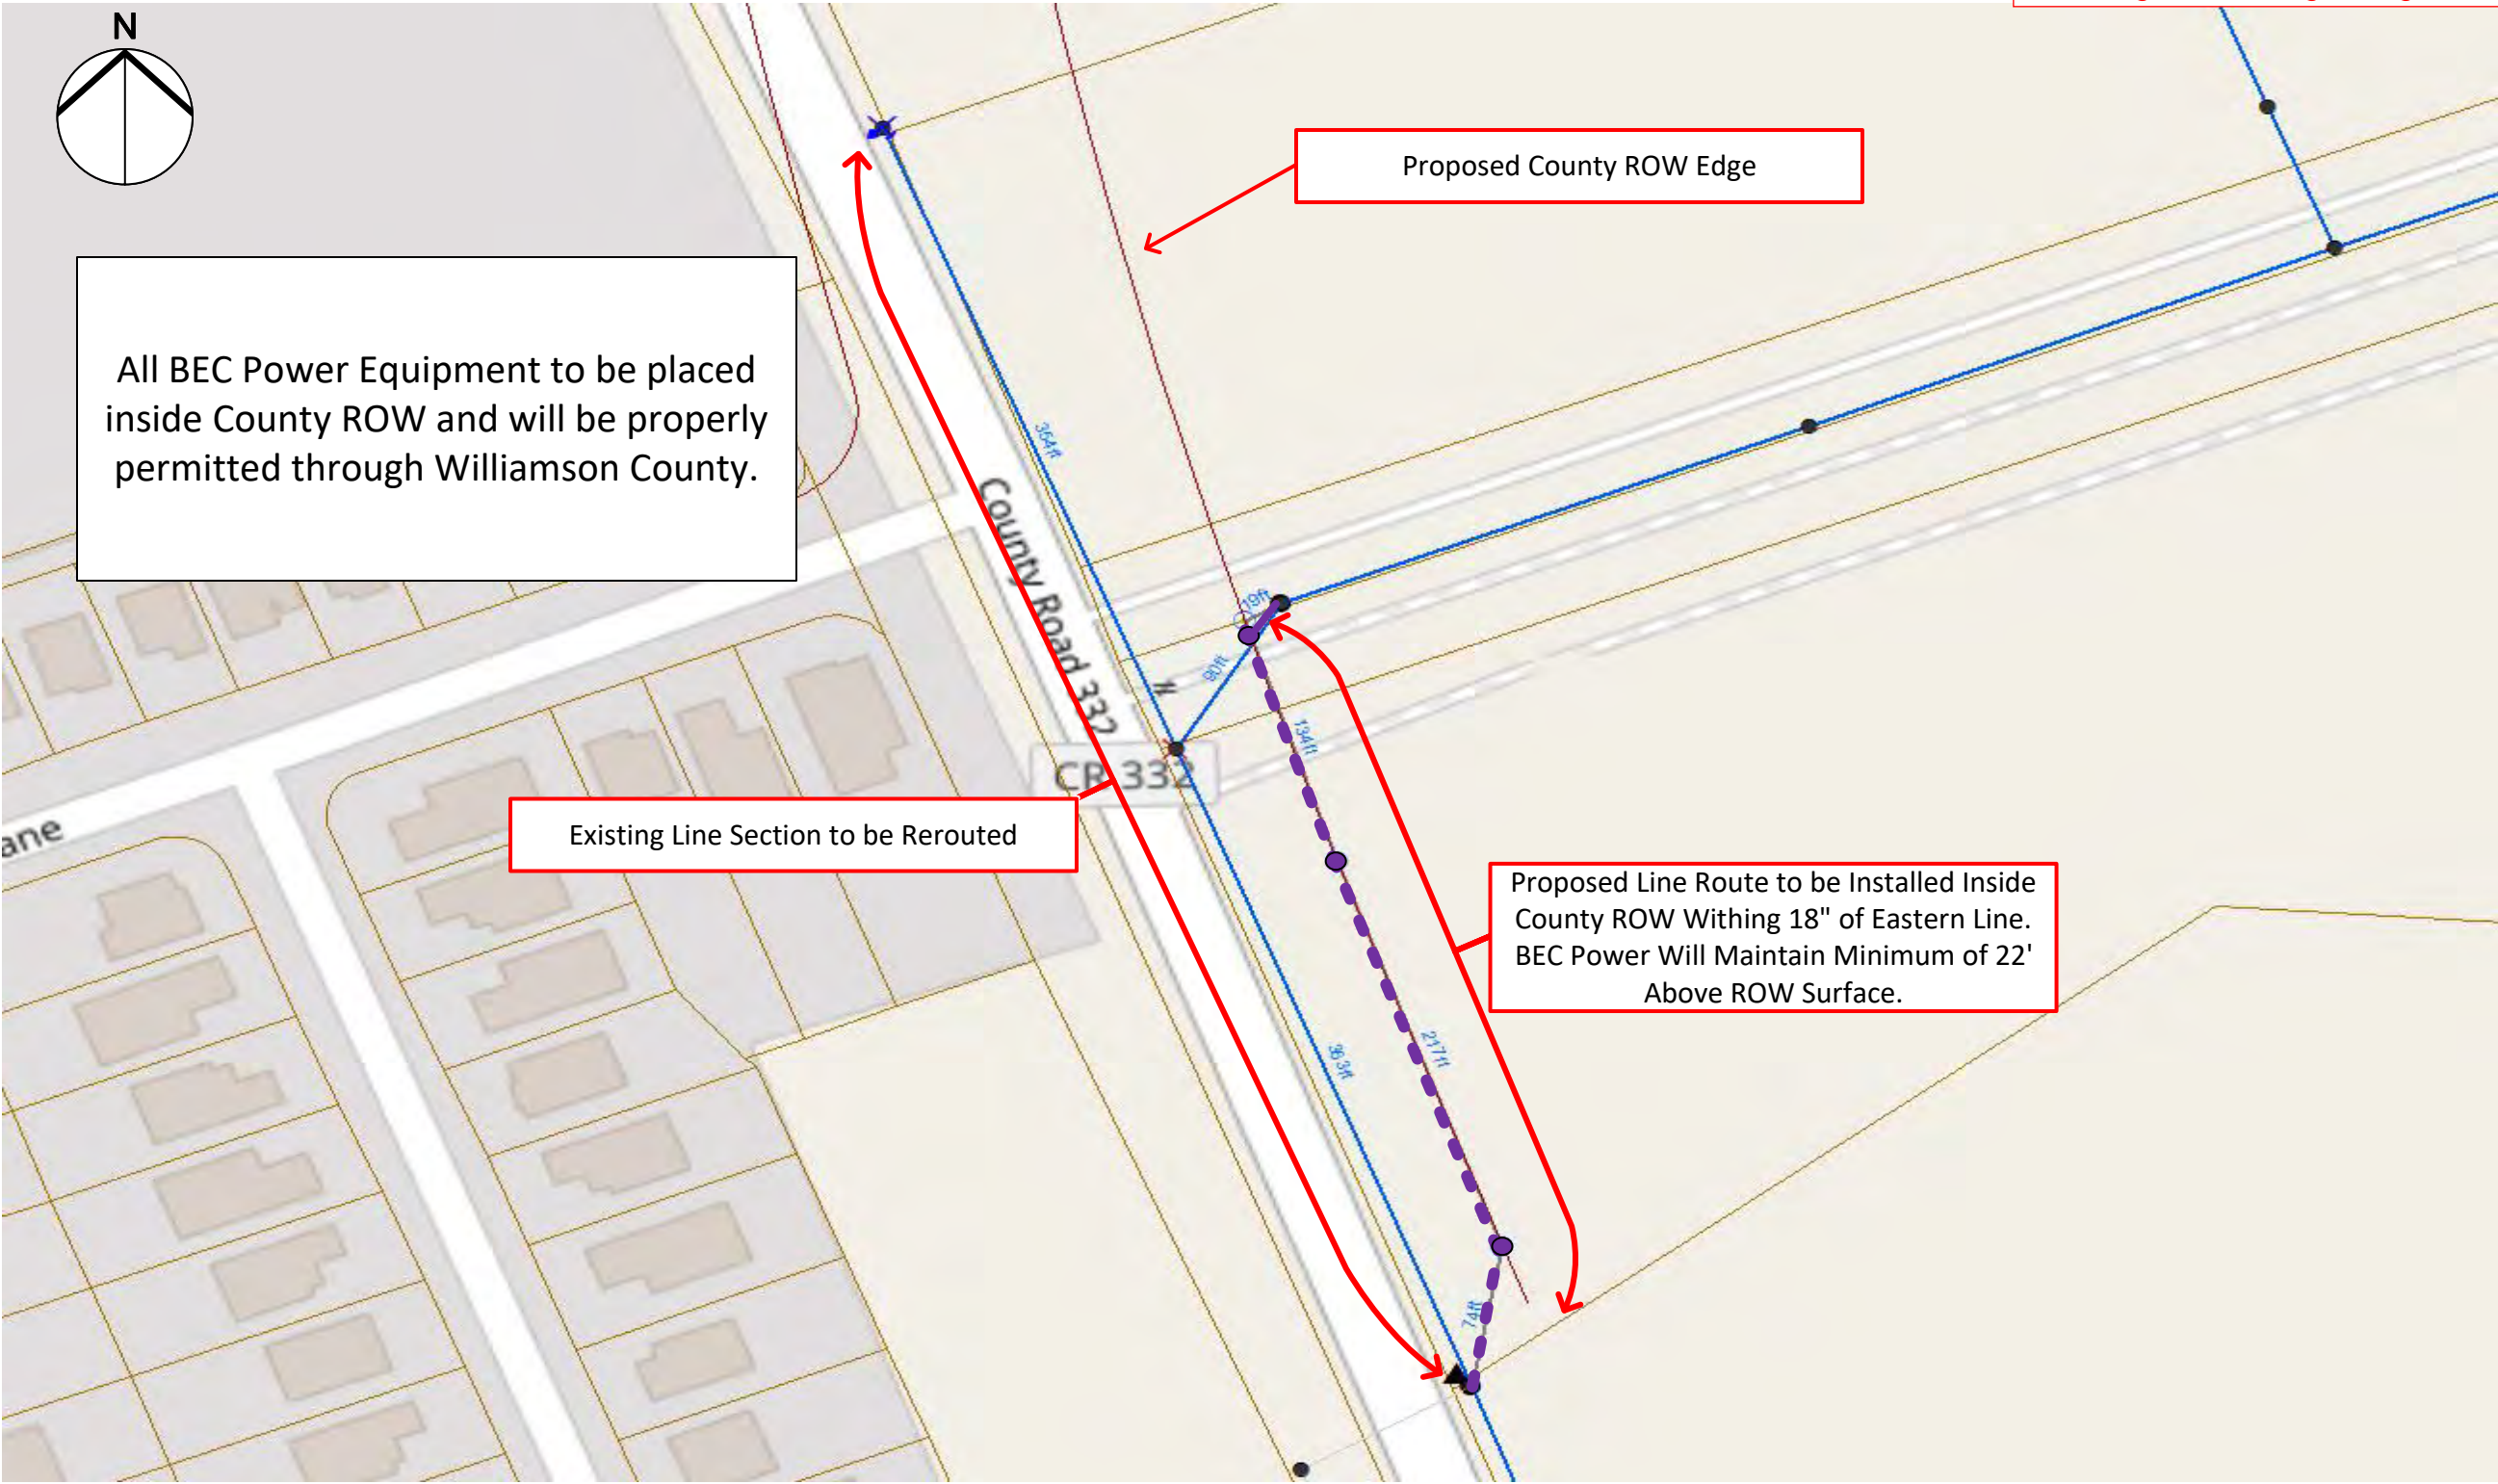 N
Proposed County ROW Edge
All BEC Power Equipment to be placed
inside County ROW and will be properly
permitted through Williamson County.
354ft
County Road 332
19ft
90ft
134ft
CR 332
ane
Existing Line Section to be Rerouted
Proposed Line Route to be Installed Inside
County ROW Withing 18" of Eastern Line.
BEC Power Will Maintain Minimum of 22'
Above ROW Surface.
363ft
217ft
74ft